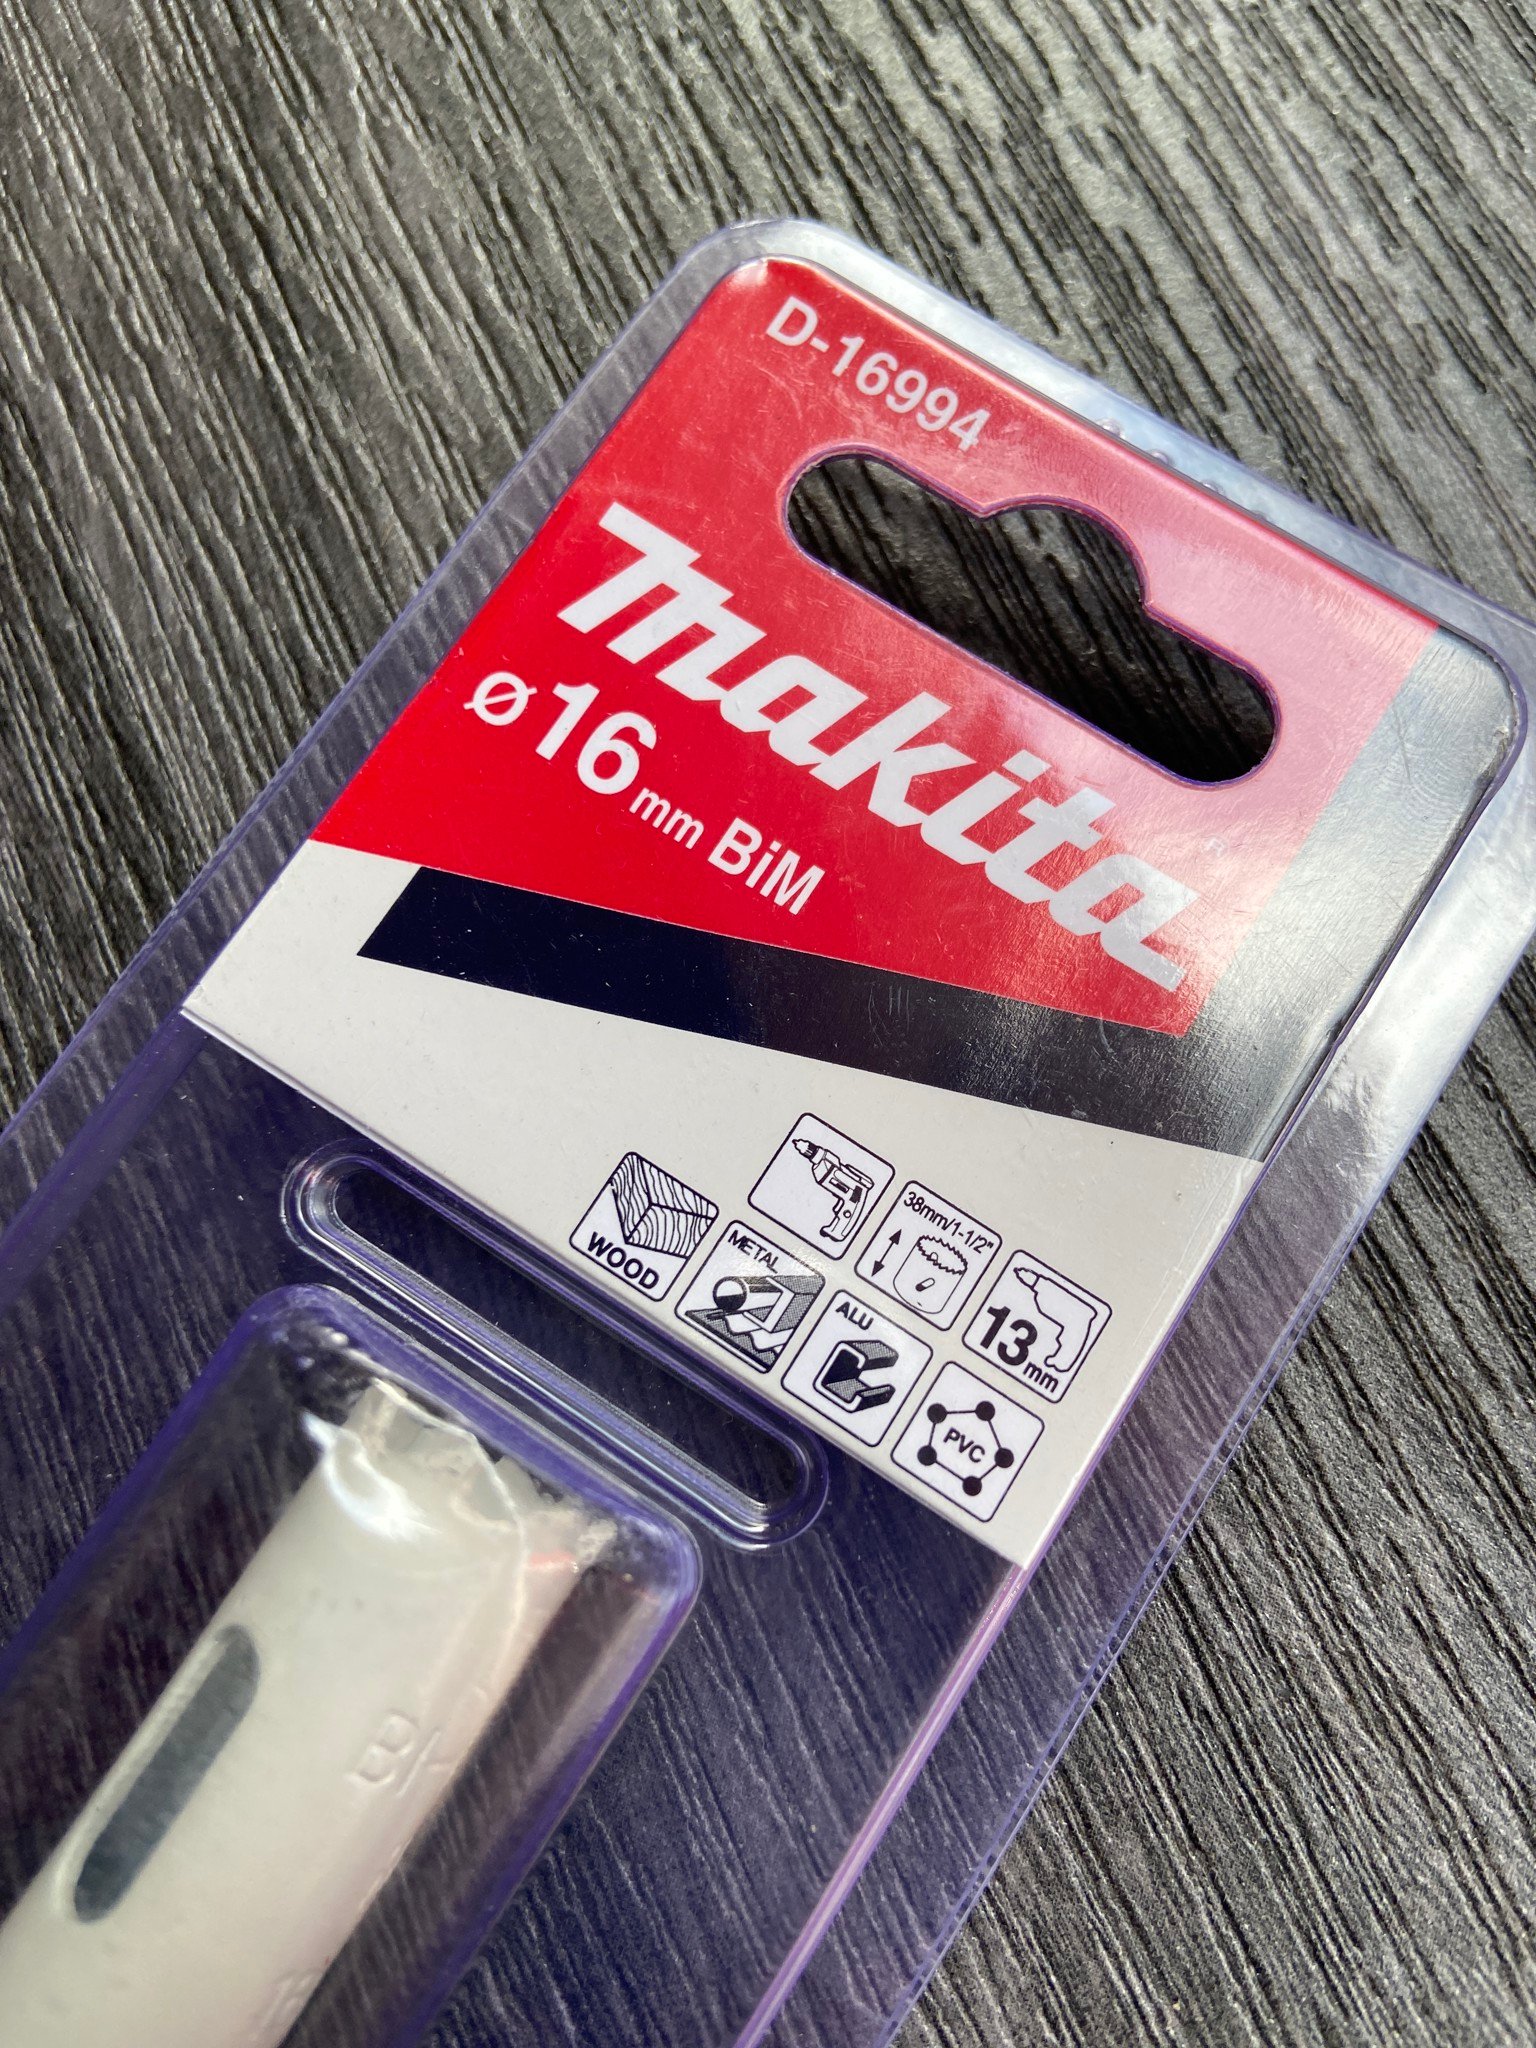 D-16994
makita
ø16mm BiM
WOOD
METAL
38mm/1-1/2"
ALU
13mm
PVC